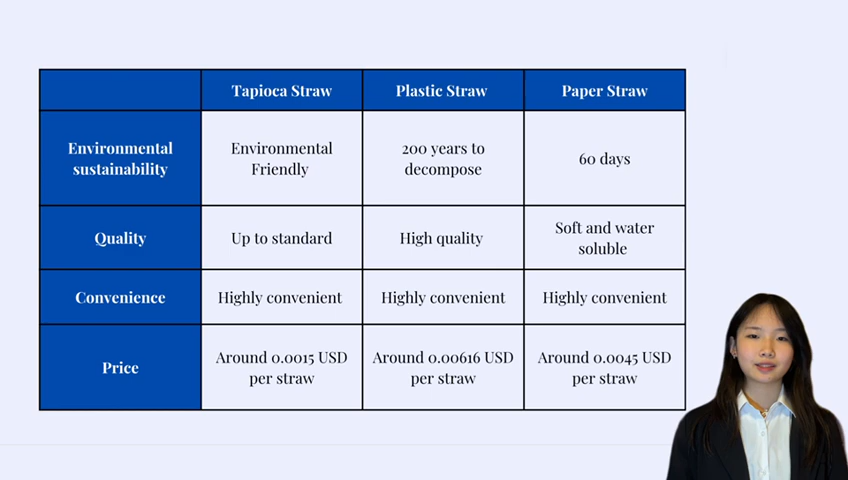 Tapioca Straw Plastic Straw Paper Straw
Environmental sustainability Environmental Friendly 200 years to decompose 60 days
Quality Up to standard High quality Soft and water soluble
Convenience Highly convenient Highly convenient Highly convenient
Price Around 0.0015 USD per straw Around 0.00616 USD per straw Around 0.0045 USD per straw